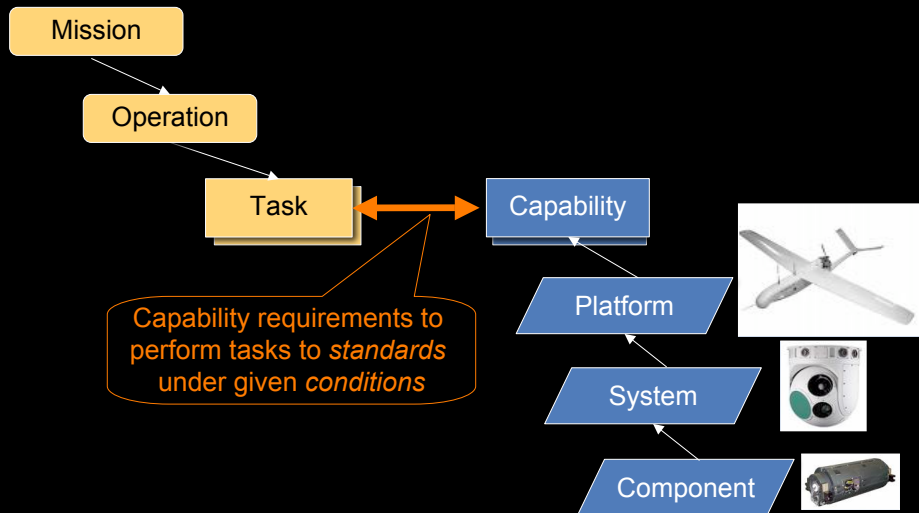 Mission
Operation
Task
Capability
Capability requirements to
perform tasks to standards
under given conditions
Platform
System
Component